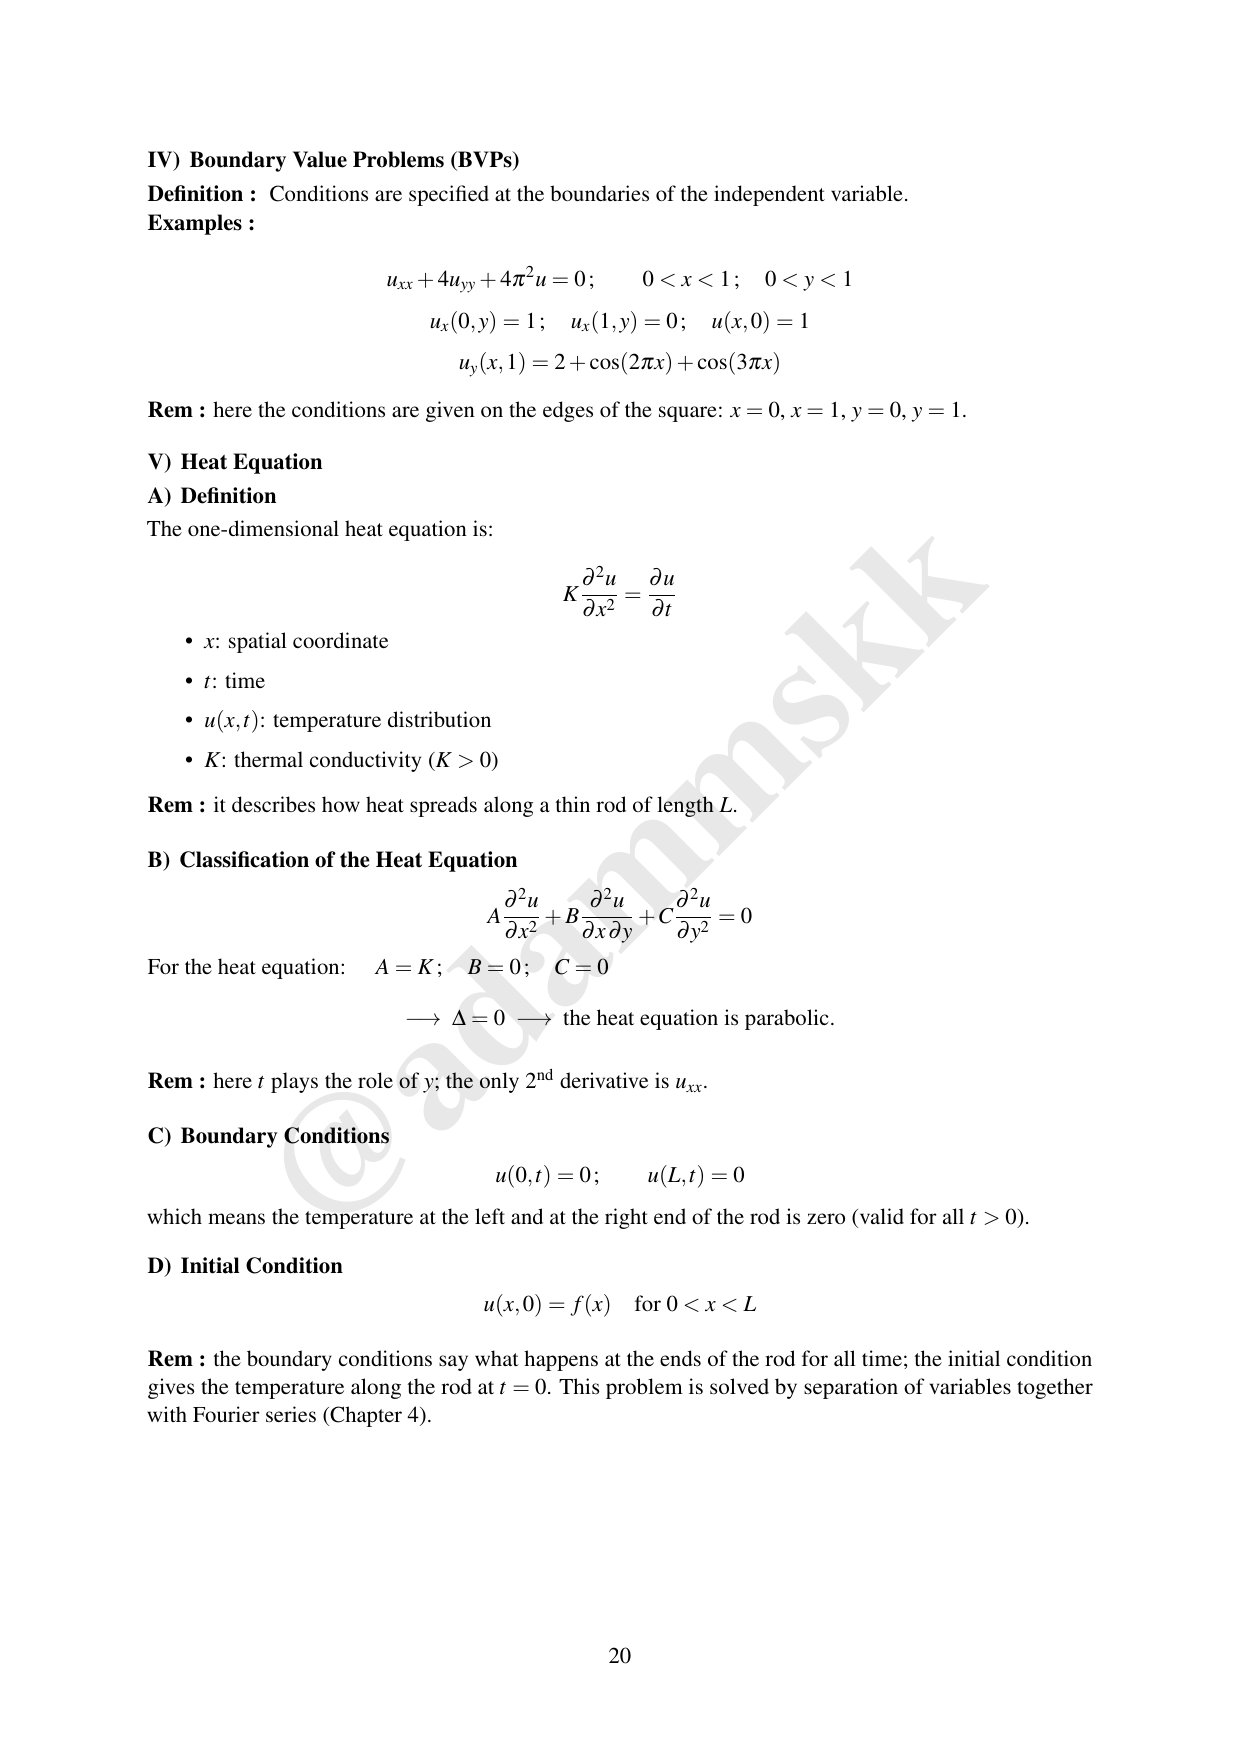 IV) Boundary Value Problems (BVPs)
Definition : Conditions are specified at the boundaries of the independent variable.
Examples :
u_{xx} + 4u_{yy} + 4π²u = 0 ; 0 < x < 1 ; 0 < y < 1
u_x(0,y) = 1 ; u_x(1,y) = 0 ; u(x,0) = 1
u_y(x,1) = 2 + cos(2πx) + cos(3πx)
Rem : here the conditions are given on the edges of the square: x = 0, x = 1, y = 0, y = 1.
V) Heat Equation
A) Definition
The one-dimensional heat equation is:
K ∂²u/∂x² = ∂u/∂t
• x: spatial coordinate
• t: time
• u(x,t): temperature distribution
• K: thermal conductivity (K > 0)
Rem : it describes how heat spreads along a thin rod of length L.
B) Classification of the Heat Equation
A ∂²u/∂x² + B ∂²u/∂x∂y + C ∂²u/∂y² = 0
For the heat equation: A = K ; B = 0 ; C = 0
⟶ Δ = 0 ⟶ the heat equation is parabolic.
Rem : here t plays the role of y; the only 2nd derivative is u_{xx}.
C) Boundary Conditions
u(0,t) = 0 ; u(L,t) = 0
which means the temperature at the left and at the right end of the rod is zero (valid for all t > 0).
D) Initial Condition
u(x,0) = f(x) for 0 < x < L
Rem : the boundary conditions say what happens at the ends of the rod for all time; the initial condition
gives the temperature along the rod at t = 0. This problem is solved by separation of variables together
with Fourier series (Chapter 4).
20
@adammskk